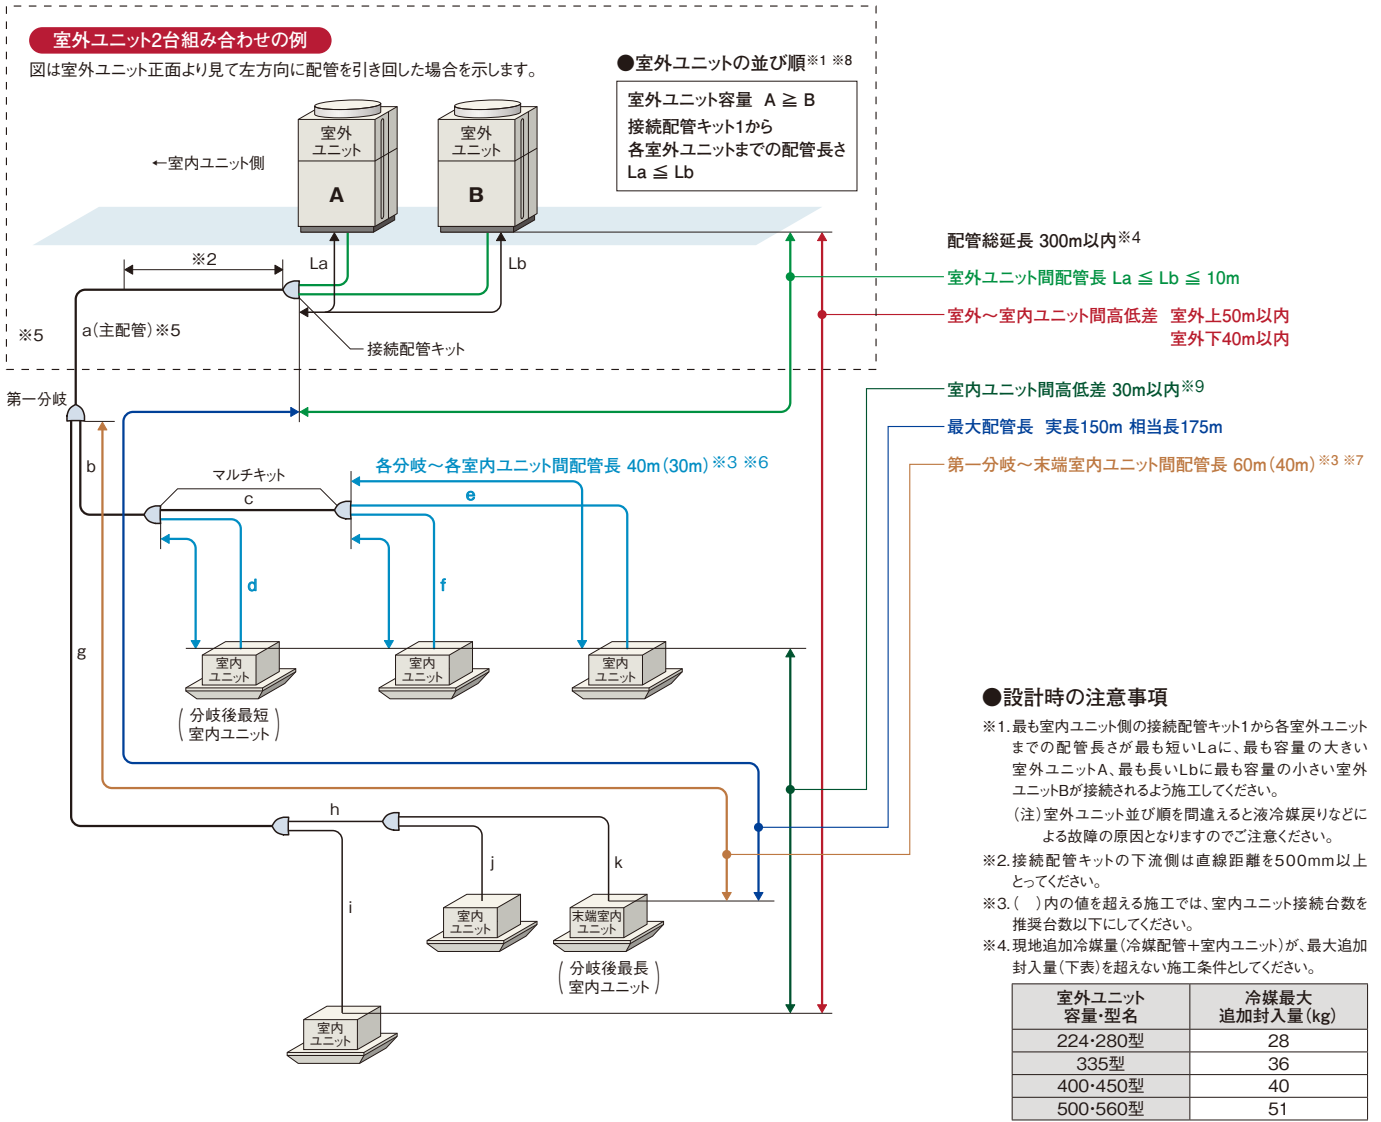 室外ユニット2台組み合わせの例
図は室外ユニット正面より見て左方向に配管を引き回した場合を示します。
●室外ユニットの並び順※1 ※8
室外ユニット容量 A ≧ B
接続配管キット1から
各室外ユニットまでの配管長さ
La ≦ Lb
←室内ユニット側
室外
ユニット
A
室外
ユニット
B
※2
La
Lb
※5
a(主配管)※5
接続配管キット
第一分岐
配管総延長 300m以内※4
室外ユニット間配管長 La ≦ Lb ≦ 10m
室外～室内ユニット間高低差 室外上50m以内
室外下40m以内
室内ユニット間高低差 30m以内※9
最大配管長 実長150m 相当長175m
第一分岐～末端室内ユニット間配管長 60m(40m)※3 ※7
各分岐～各室内ユニット間配管長 40m(30m)※3 ※6
b
マルチキット
c
e
d
f
g
室内
ユニット
室内
ユニット
室内
ユニット
(分岐後最短
室内ユニット)
h
j
k
i
室内
ユニット
末端室内
ユニット
(分岐後最長
室内ユニット)
室内
ユニット
●設計時の注意事項
※1.最も室内ユニット側の接続配管キット1から各室外ユニット
までの配管長さが最も短いLaに、最も容量の大きい
室外ユニットA、最も長いLbに最も容量の小さい室外
ユニットBが接続されるよう施工してください。
(注)室外ユニット並び順を間違えると液冷媒戻りなどに
よる故障の原因となりますのでご注意ください。
※2.接続配管キットの下流側は直線距離を500mm以上
とってください。
※3.( )内の値を超える施工では、室内ユニット接続台数を
推奨台数以下にしてください。
※4.現地追加冷媒量(冷媒配管＋室内ユニット)が、最大追加
封入量(下表)を超えない施工条件としてください。
室外ユニット
容量・型名
冷媒最大
追加封入量(kg)
224・280型 28
335型 36
400・450型 40
500・560型 51